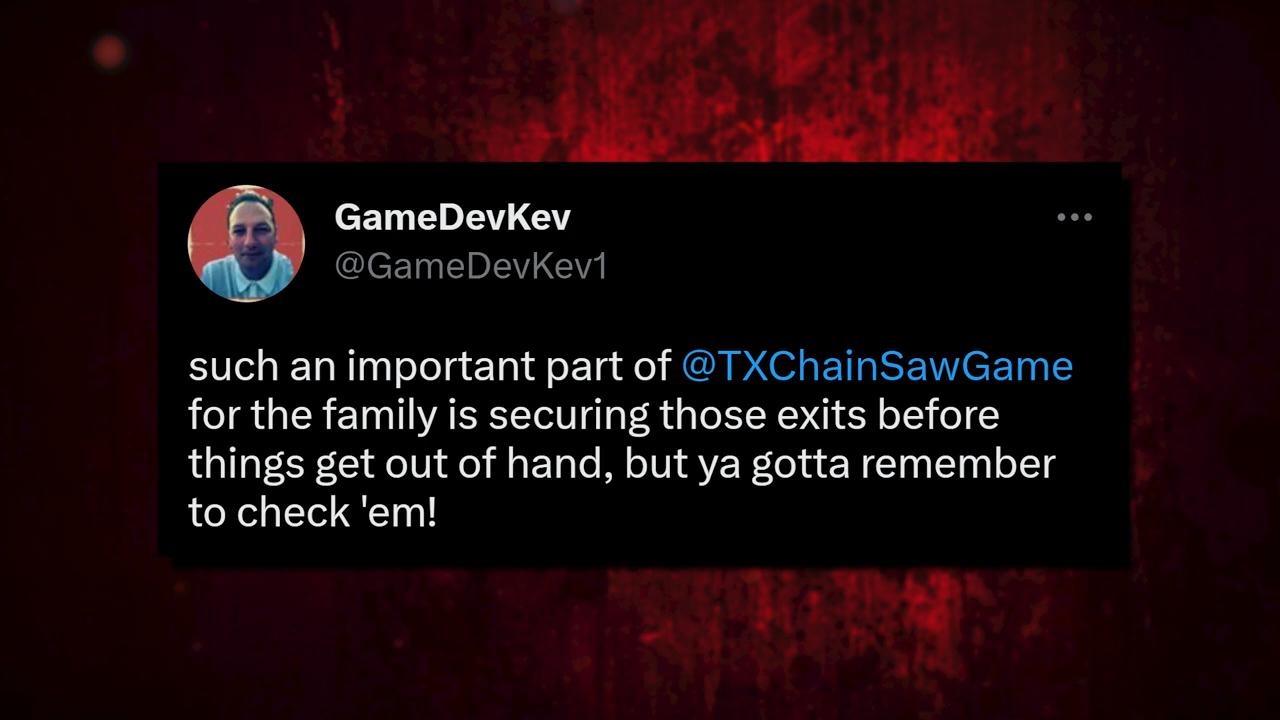 GameDevKev
@GameDevKev1
such an important part of @TXChainSawGame
for the family is securing those exits before
things get out of hand, but ya gotta remember
to check 'em!